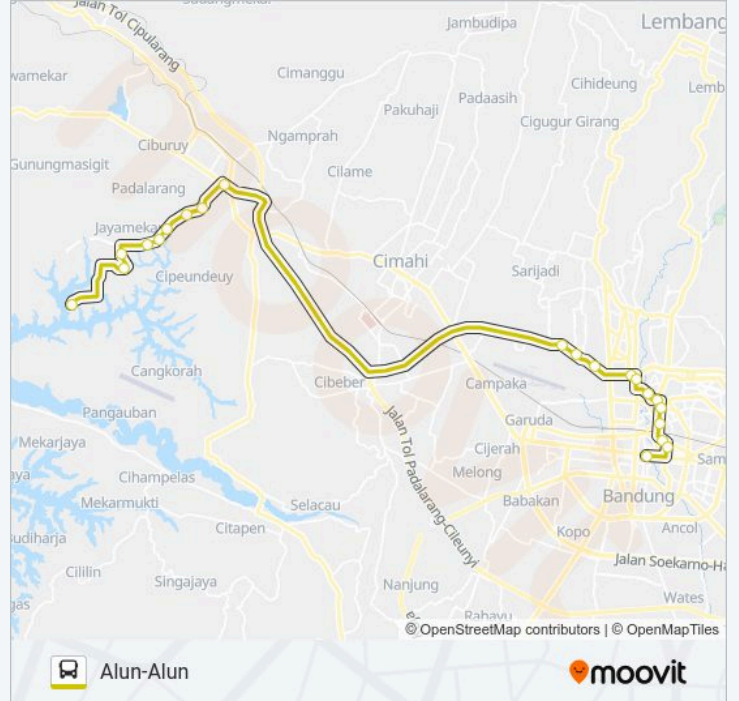 Jalan Tol Cipularang
Jambudipa
Lembang
wamekar
Cimanggu
Cihideung
Lemb
Padaasih
Pakuhaji
Cigugur Girang
Ngamprah
Ciburuy
Gunungmasigit
Cilame
Padalarang
Jayameka
Cimahi
Sarijadi
Cipeundeuy
Cangkorah
Cibeber
Campaka
Pangauban
Garuda
Jalan Tol Padalarang-Cileunyi
Mekarjaya
Cijerah
Sam
aya
Cihampelas
Melong
Mekarmukti
Babakan
Bandung
Selacau
Citapen
Kopo
Ancol
udiharja
Jalan Soekarno-Ha
Cililin
Singajaya
Nanjung
Wates
gas
Rahayu
© OpenStreetMap contributors | © OpenMapTiles
Alun-Alun
moovit